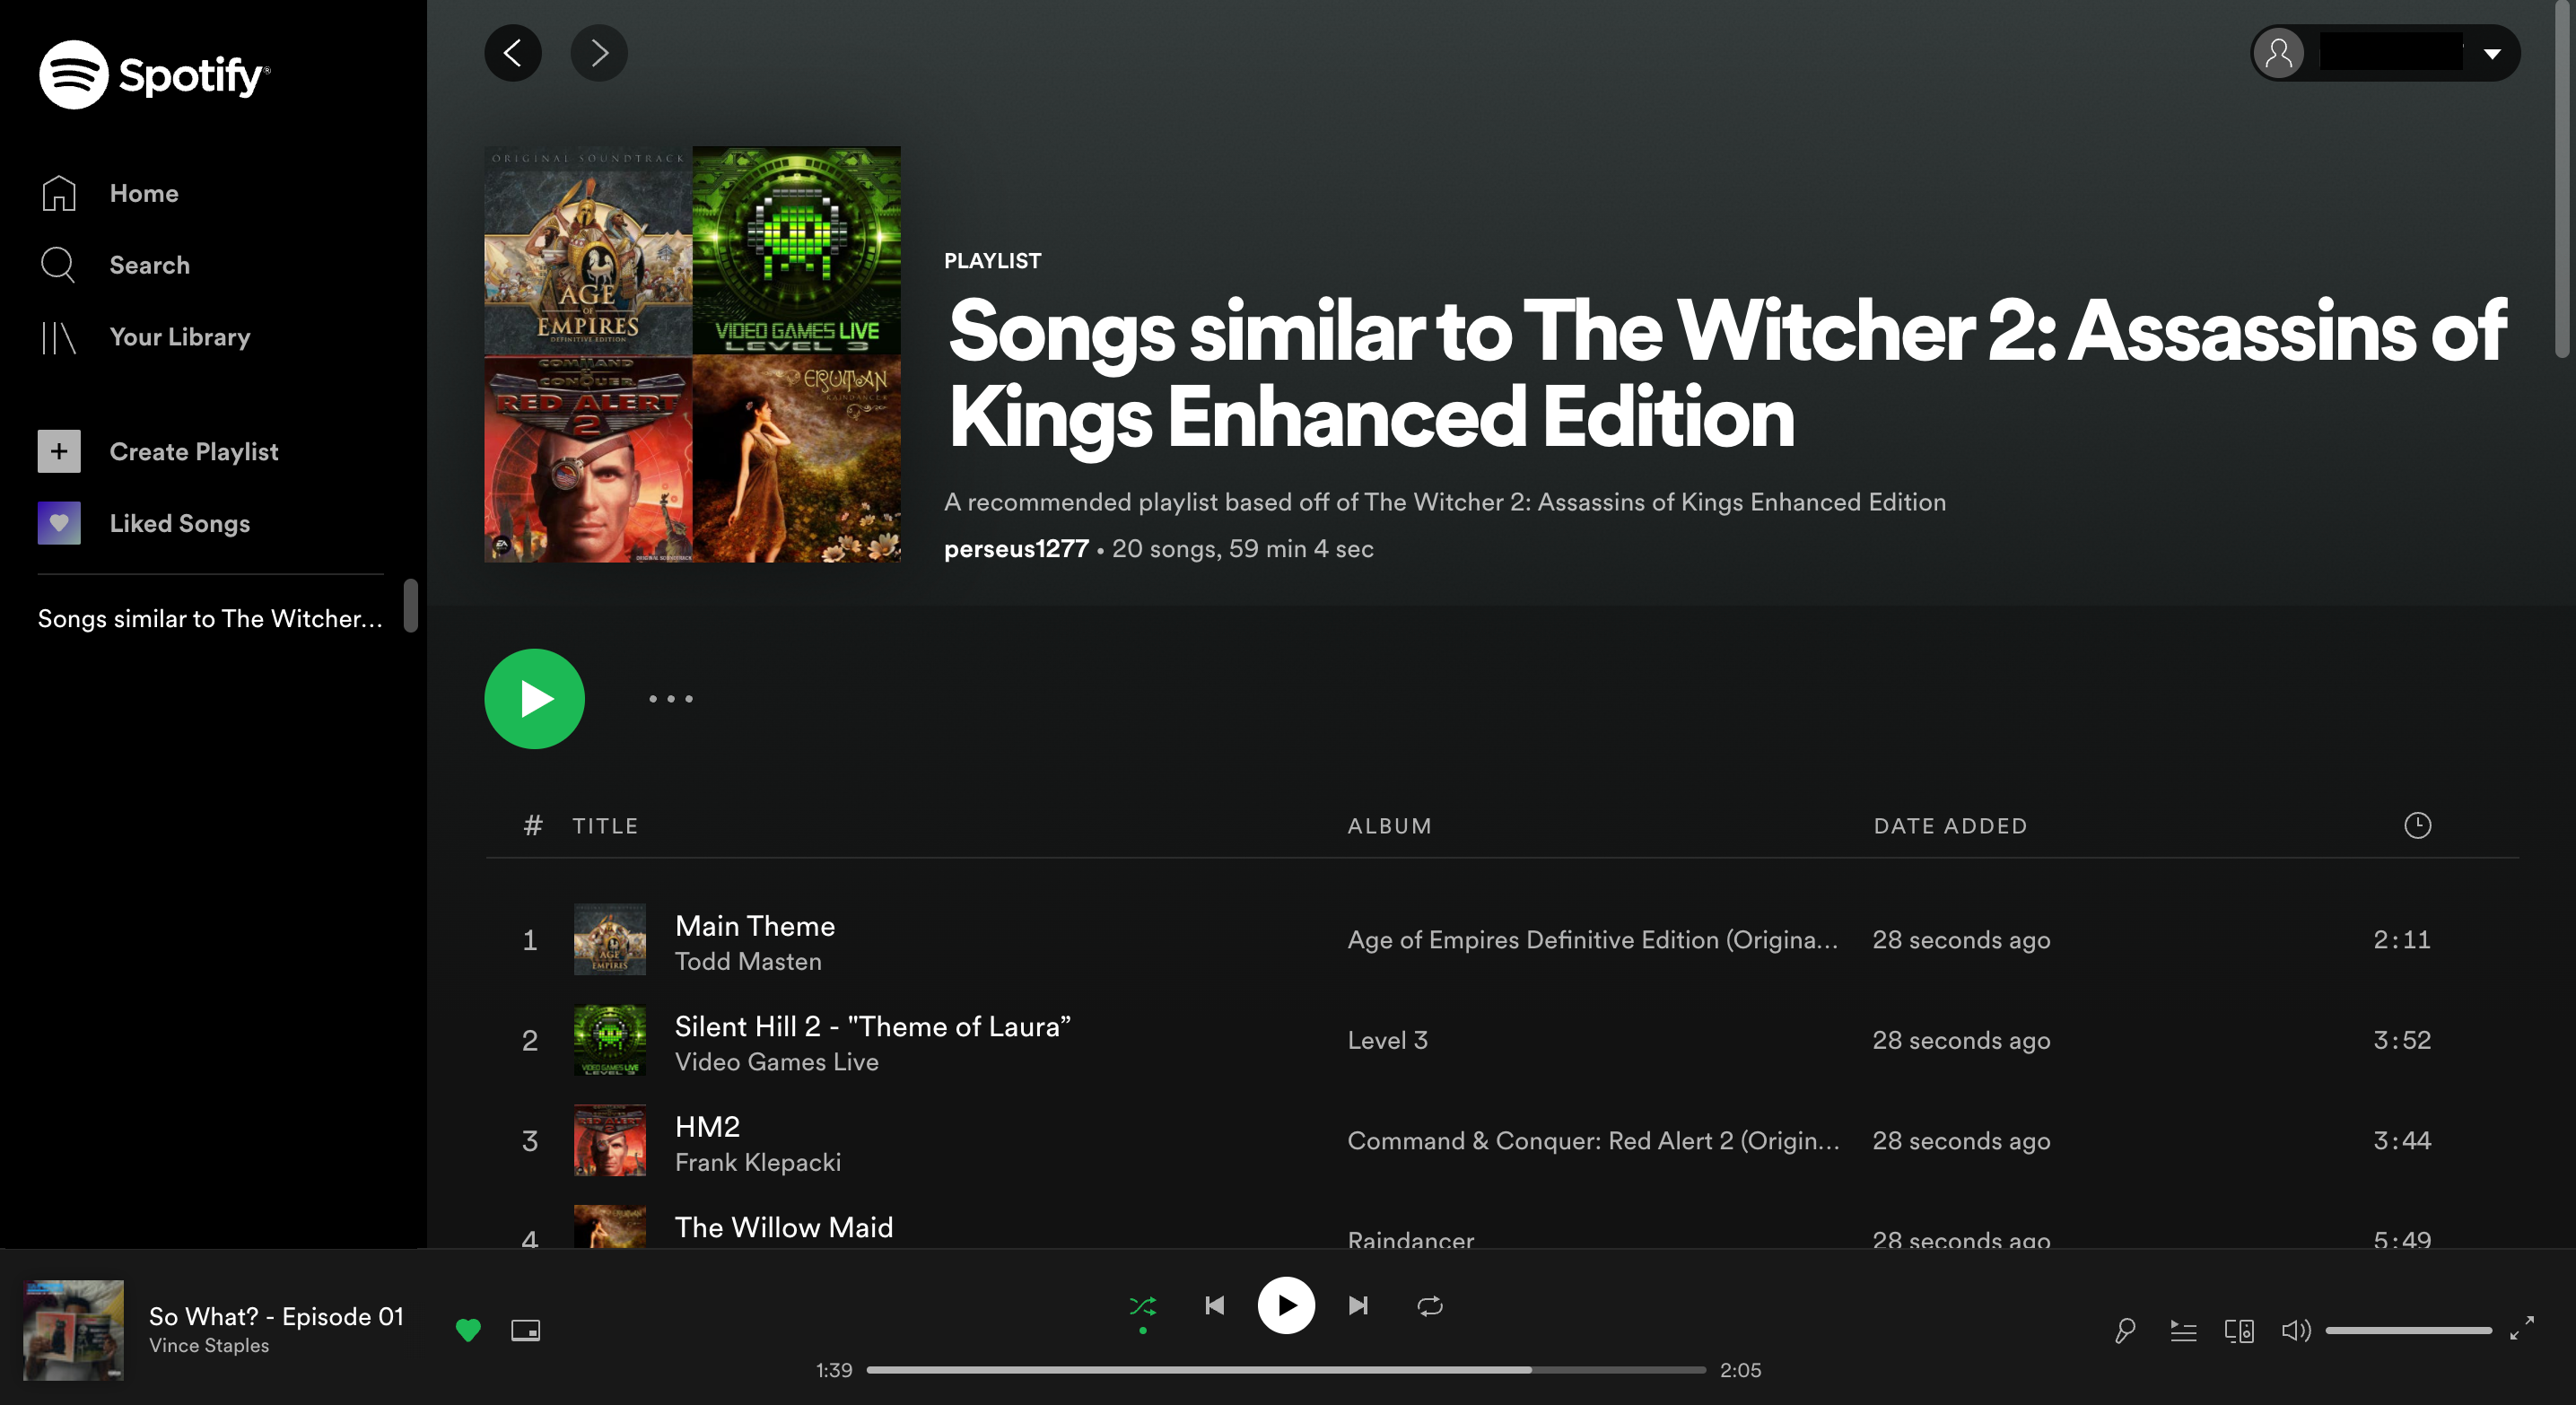 Spotify®
Home
Search
Your Library
Create Playlist
Liked Songs
Songs similar to The Witcher...
ORIGINAL SOUNDTRACK
AGE
OF
EMPIRES
DEFINITIVE EDITION
VIDEO GAMES LIVE
LEVEL 3
COMMAND
CONQUER
RED ALERT
2
EA
ORIGINAL SOUNDTRACK
ERUTAN
RAINDANCER
PLAYLIST
Songs similar to The Witcher 2: Assassins of
Kings Enhanced Edition
A recommended playlist based off of The Witcher 2: Assassins of Kings Enhanced Edition
perseus1277 • 20 songs, 59 min 4 sec
# TITLE ALBUM DATE ADDED
1 Main Theme Age of Empires Definitive Edition (Origina... 28 seconds ago 2:11
Todd Masten
2 Silent Hill 2 - "Theme of Laura” Level 3 28 seconds ago 3:52
Video Games Live
3 HM2 Command & Conquer: Red Alert 2 (Origin... 28 seconds ago 3:44
Frank Klepacki
4 The Willow Maid Raindancer 28 seconds ago 5:49
So What? - Episode 01
Vince Staples
1:39 2:05